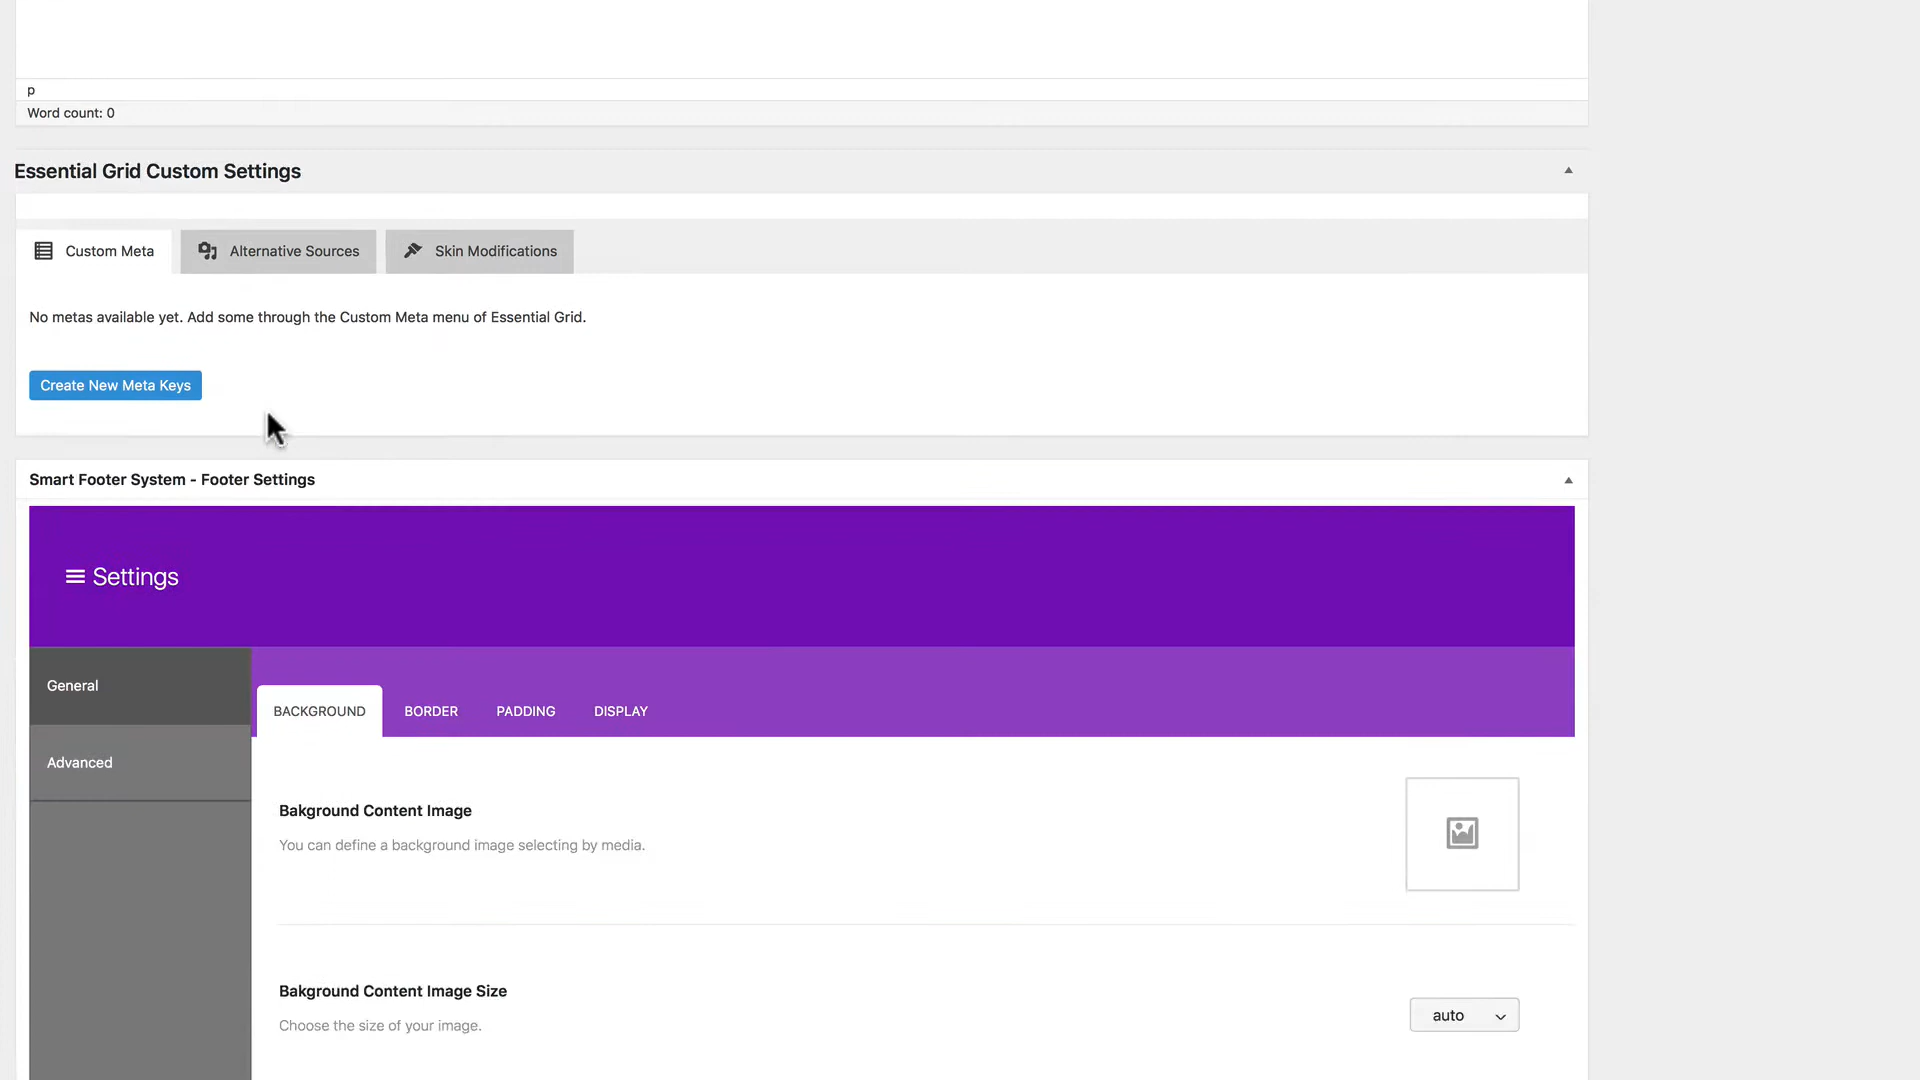 p
Word count: 0
Essential Grid Custom Settings
Custom Meta
Alternative Sources
Skin Modifications
No metas available yet. Add some through the Custom Meta menu of Essential Grid.
Create New Meta Keys
Smart Footer System - Footer Settings
Settings
General
BACKGROUND
BORDER
PADDING
DISPLAY
Advanced
Bakground Content Image
You can define a background image selecting by media.
Bakground Content Image Size
auto
Choose the size of your image.